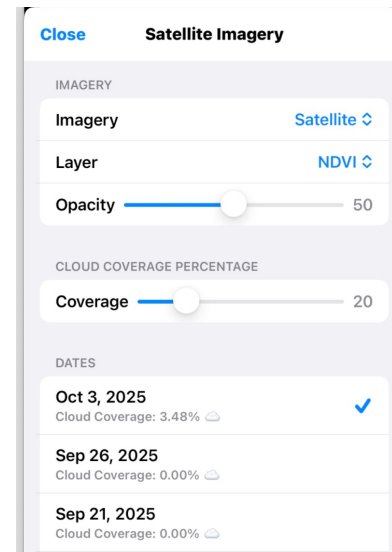 Close Satellite Imagery
IMAGERY
Imagery Satellite
Layer NDVI
Opacity 50
CLOUD COVERAGE PERCENTAGE
Coverage 20
DATES
Oct 3, 2025
Cloud Coverage: 3.48%
Sep 26, 2025
Cloud Coverage: 0.00%
Sep 21, 2025
Cloud Coverage: 0.00%